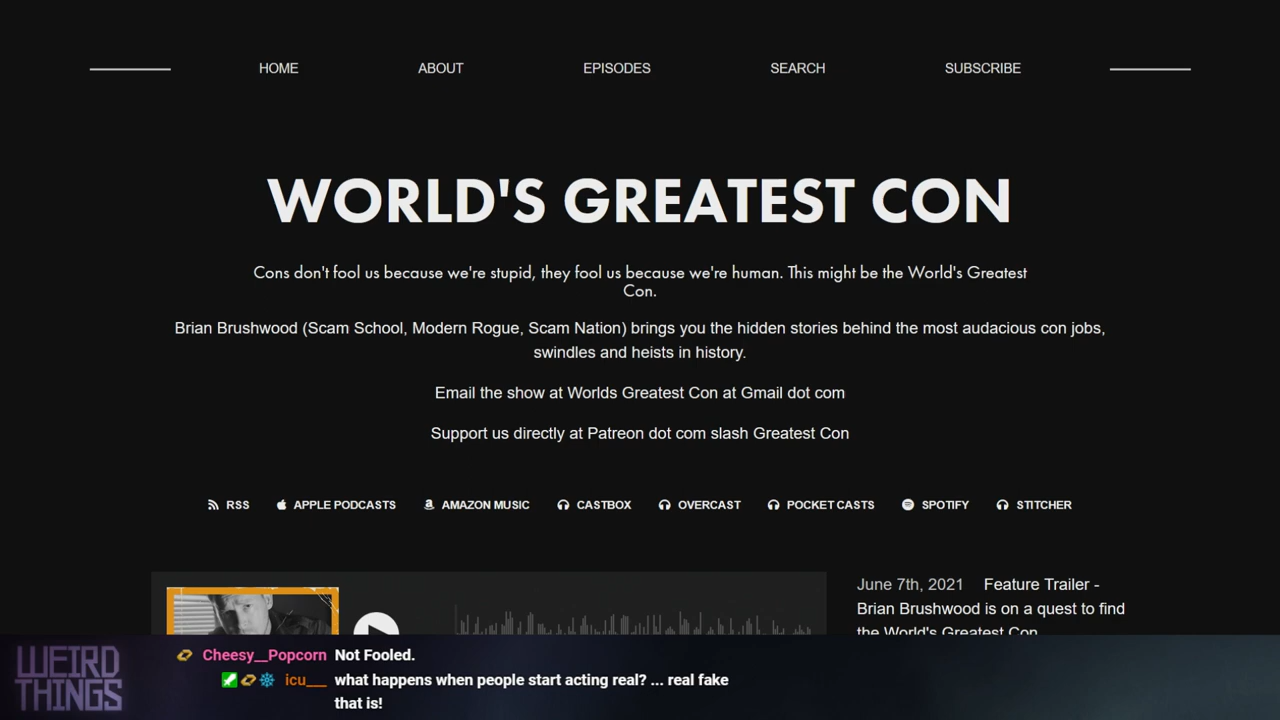 HOME ABOUT EPISODES SEARCH SUBSCRIBE
WORLD'S GREATEST CON
Cons don't fool us because we're stupid, they fool us because we're human. This might be the World's Greatest
Con.
Brian Brushwood (Scam School, Modern Rogue, Scam Nation) brings you the hidden stories behind the most audacious con jobs,
swindles and heists in history.
Email the show at Worlds Greatest Con at Gmail dot com
Support us directly at Patreon dot com slash Greatest Con
RSS APPLE PODCASTS AMAZON MUSIC CASTBOX OVERCAST POCKET CASTS SPOTIFY STITCHER
June 7th, 2021 Feature Trailer -
Brian Brushwood is on a quest to find
the World's Greatest Con
WEIRD
THINGS
Cheesy__Popcorn Not Fooled.
icu___ what happens when people start acting real? ... real fake
that is!